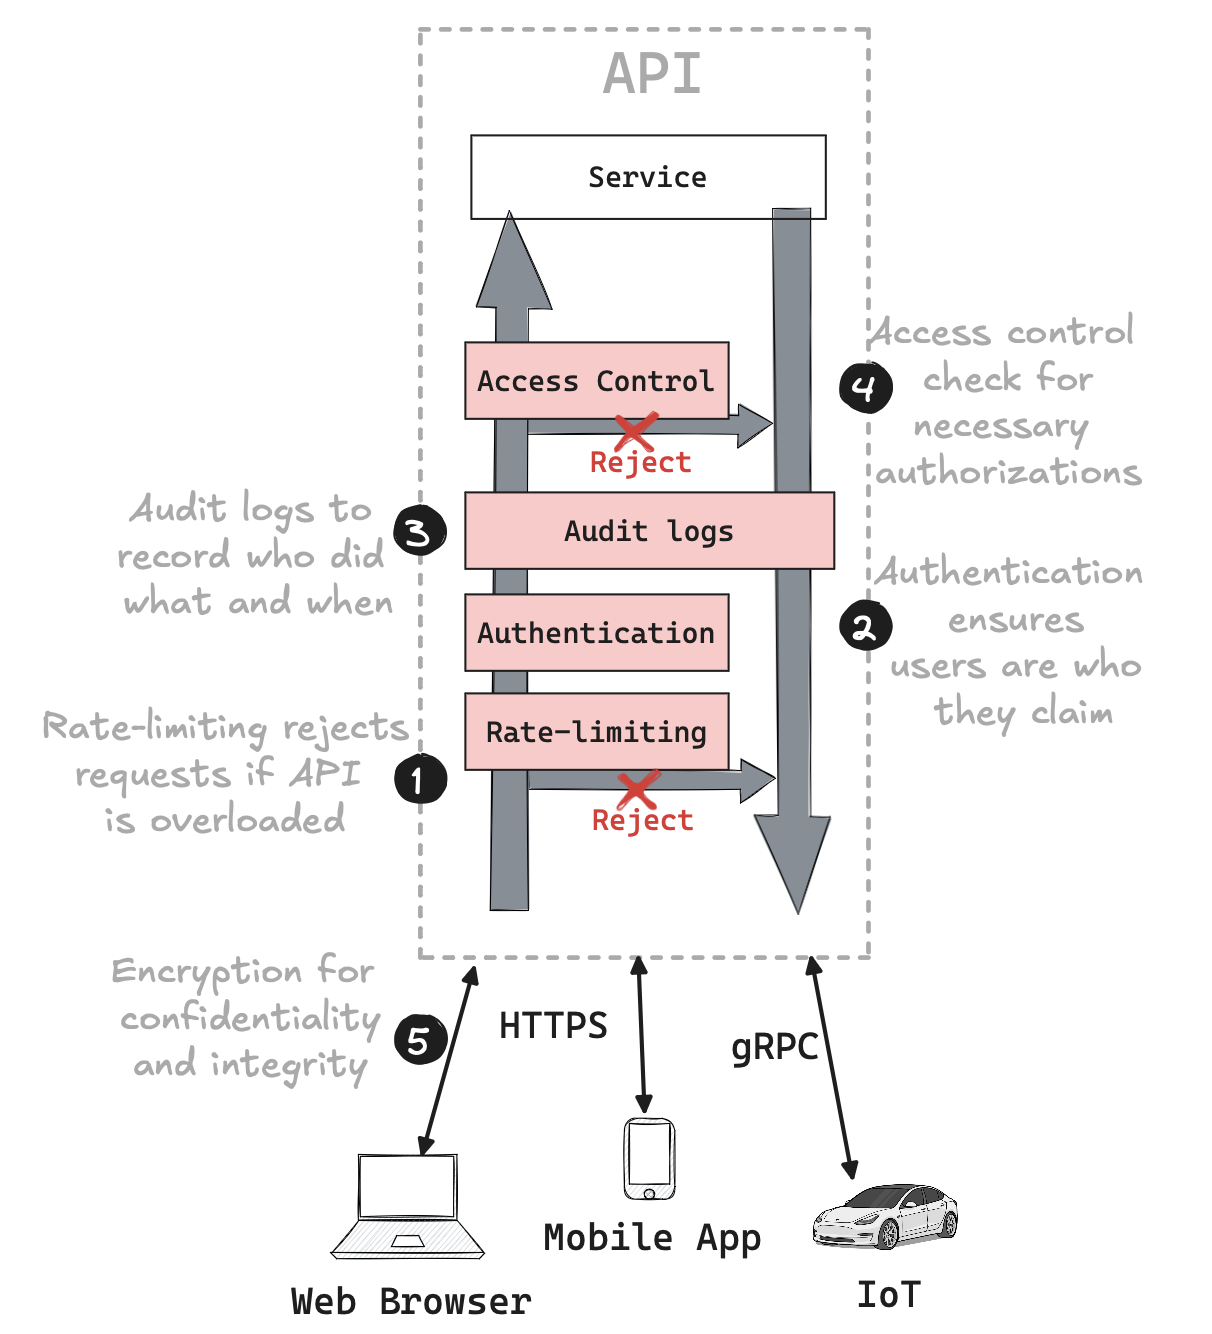 API
Service
Access Control
Reject
Access control
check for
necessary
authorizations
4
Audit logs
Audit logs to
record who did
what and when
3
Authentication
Authentication
ensures
users are who
they claim
2
Rate-limiting
Reject
Rate-limiting rejects
requests if API
is overloaded
1
Encryption for
confidentiality
and integrity
5
HTTPS
gRPC
Web Browser
Mobile App
IoT